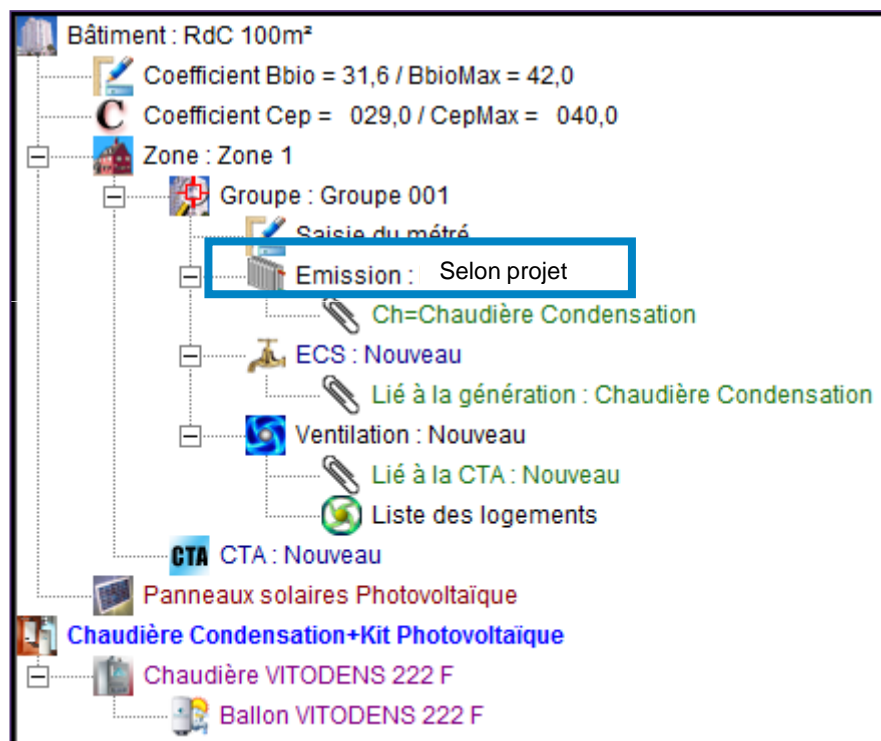 Bâtiment : RdC 100m²
Coefficient Bbio = 31,6 / BbioMax = 42,0
C Coefficient Cep = 029,0 / CepMax = 040,0
Zone : Zone 1
Groupe : Groupe 001
Saisie du métré
Emission : Selon projet
Ch=Chaudière Condensation
ECS : Nouveau
Lié à la génération : Chaudière Condensation
Ventilation : Nouveau
Lié à la CTA : Nouveau
Liste des logements
CTA CTA : Nouveau
Panneaux solaires Photovoltaïque
Chaudière Condensation+Kit Photovoltaïque
Chaudière VITODENS 222 F
Ballon VITODENS 222 F